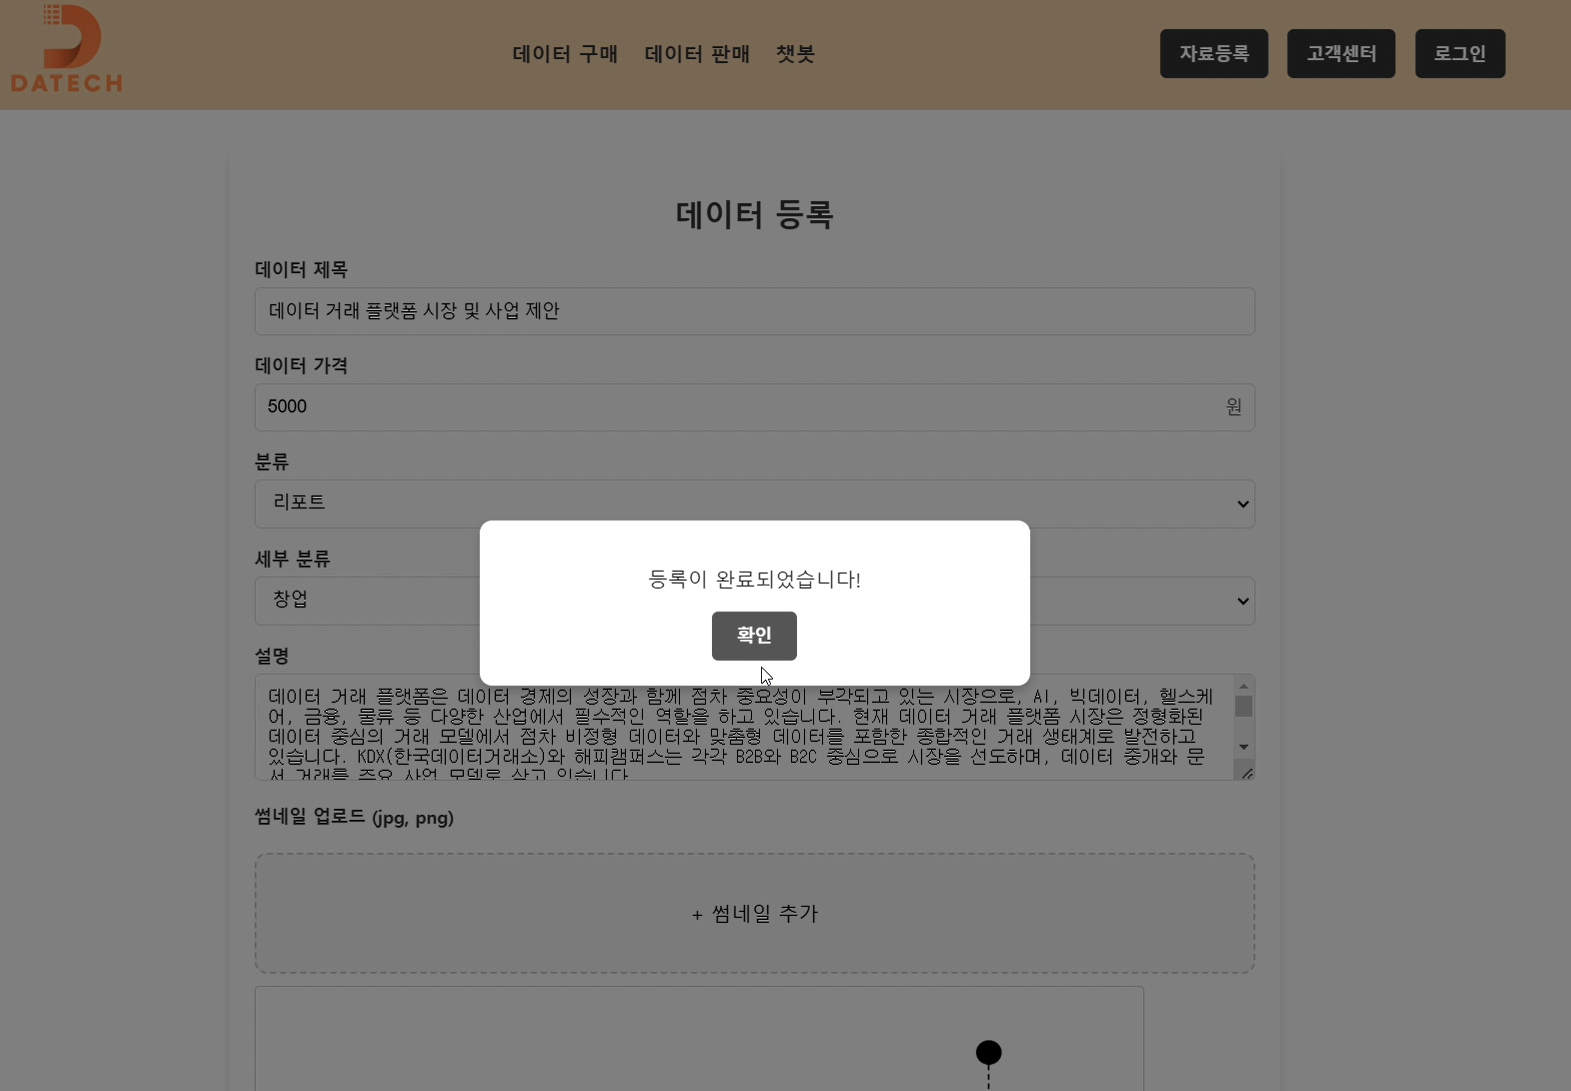 DATECH
데이터 구매 데이터 판매 챗봇
자료등록 고객센터 로그인
데이터 등록
데이터 제목
데이터 거래 플랫폼 시장 및 사업 제안
데이터 가격
5000 원
분류
리포트
세부 분류
창업
등록이 완료되었습니다!
확인
설명
데이터 거래 플랫폼은 데이터 경제의 성장과 함께 점차 중요성이 부각되고 있는 시장으로, AI, 빅데이터, 헬스케
어, 금융, 물류 등 다양한 산업에서 필수적인 역할을 하고 있습니다. 현재 데이터 거래 플랫폼 시장은 정형화된
데이터 중심의 거래 모델에서 점차 비정형 데이터와 맞춤형 데이터를 포함한 종합적인 거래 생태계로 발전하고
있습니다. KDX(한국데이터거래소)와 해피캠퍼스는 각각 B2B와 B2C 중심으로 시장을 선도하며, 데이터 중개와 문
서 거래를 주요 사업 모델로 삼고 있습니다.
썸네일 업로드 (jpg, png)
+ 썸네일 추가